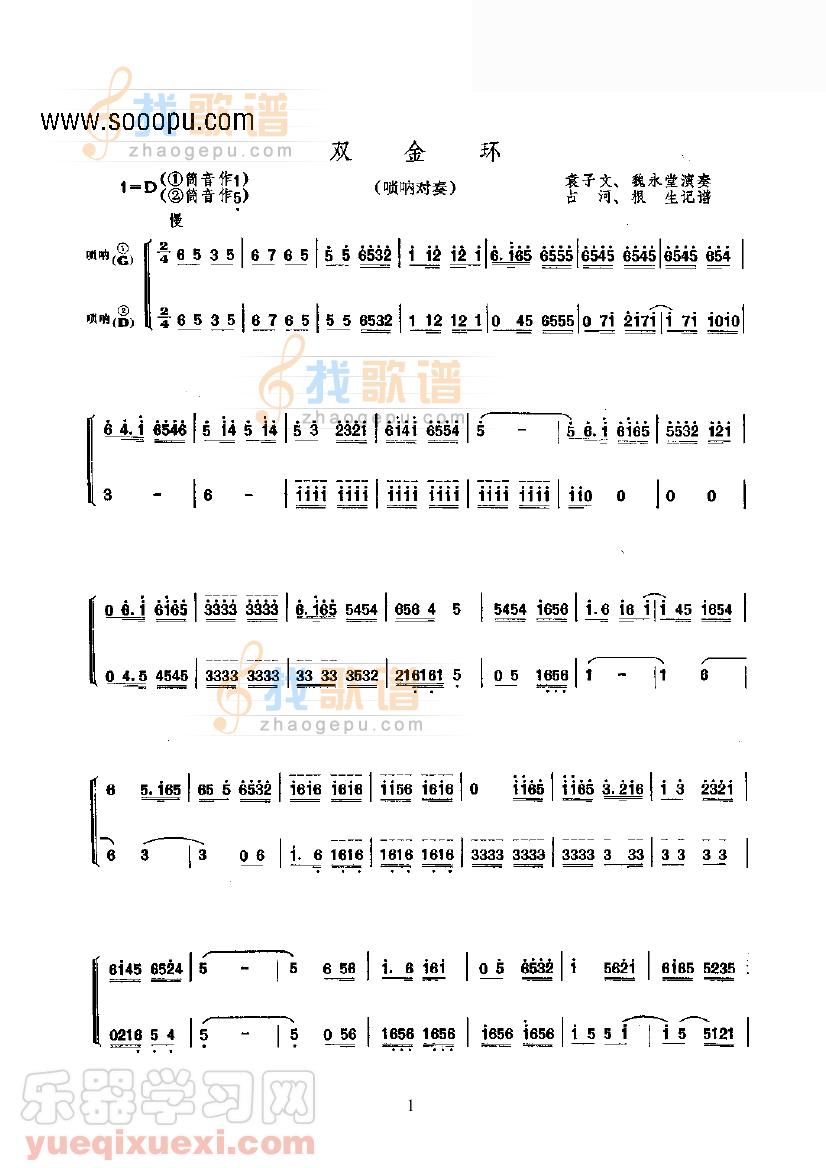 找歌谱
www.sooopu.com
zhaogepu.com
双 金 环
1=D (①筒音作1)
(②筒音作5)
(唢呐对奏)
袁子文、魏永堂演奏
占 河、根 生记谱
慢
唢呐①(G) 2/4 6 5 3 5 | 6 7 6 5 | 5 5 6532 | 1 12 12 1 | 6. 165 6555 | 6545 6545 | 6545 654 |
唢呐②(D) 2/4 6 5 3 5 | 6 7 6 5 | 5 5 6532 | 1 12 12 1 | 0 45 6555 | 0 71 2171 | 1 71 1010 |
找歌谱
zhaogepu.com
6 4.1 6546 | 5 14 5 14 | 5 3 2321 | 6141 6554 | 5 - | 5 6.1 6165 | 5532 121 |
3 - | 6 - | 1111 1111 | 1111 1111 | 1111 1111 | 110 0 | 0 0 |
0 6.1 6165 | 3333 3333 | 6.165 5454 | 656 4 5 | 5454 1656 | 1.6 16 1 | 1 45 1654 |
0 4.5 4545 | 3333 3333 | 33 33 3532 | 216161 5 | 0 5 1656 | 1 - | 1 6 |
找歌谱
zhaogepu.com
6 5.165 | 65 5 6532 | 1616 1616 | 1156 1616 | 0 1165 | 1165 3.216 | 1 3 2321 |
6 3 | 3 0 6 | 1. 6 1616 | 1616 1616 | 3333 3333 | 3333 3 33 | 3 3 3 3 |
6145 6524 | 5 - | 5 6 56 | 1. 6 161 | 0 5 6532 | 1 5621 | 6165 5235
0216 5 4 | 5 - | 5 0 56 | 1656 1656 | 1656 1656 | 1 5 5 1 | 1 5 5121 |
乐器学习网
yueqixuexi.com
1